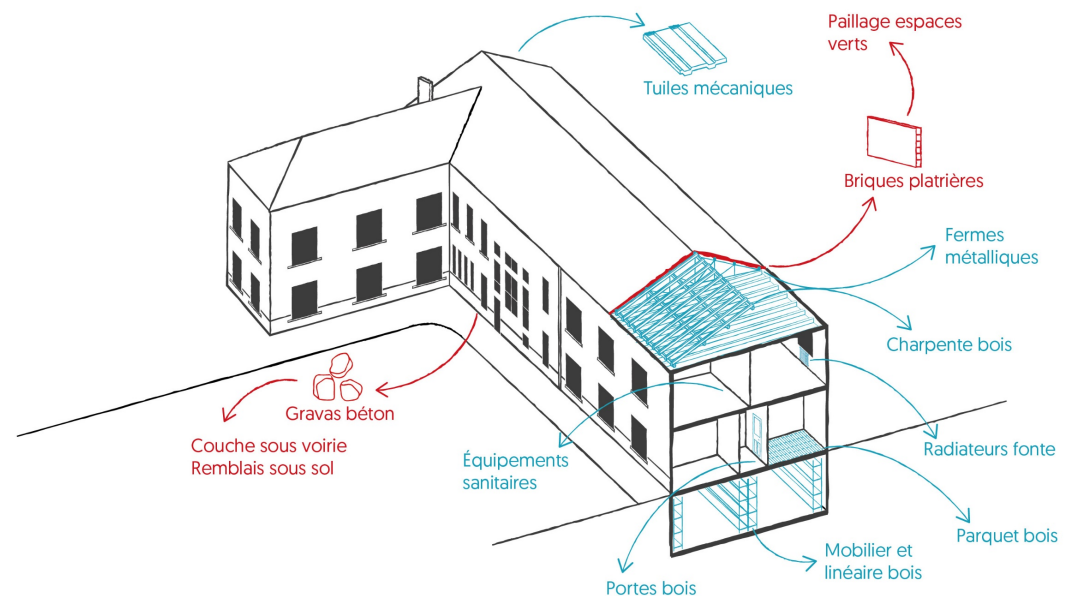 Paillage espaces
verts
Tuiles mécaniques
Briques platrières
Fermes
métalliques
Charpente bois
Gravas béton
Couche sous voirie
Remblais sous sol
Équipements
sanitaires
Radiateurs fonte
Parquet bois
Mobilier et
linéaire bois
Portes bois